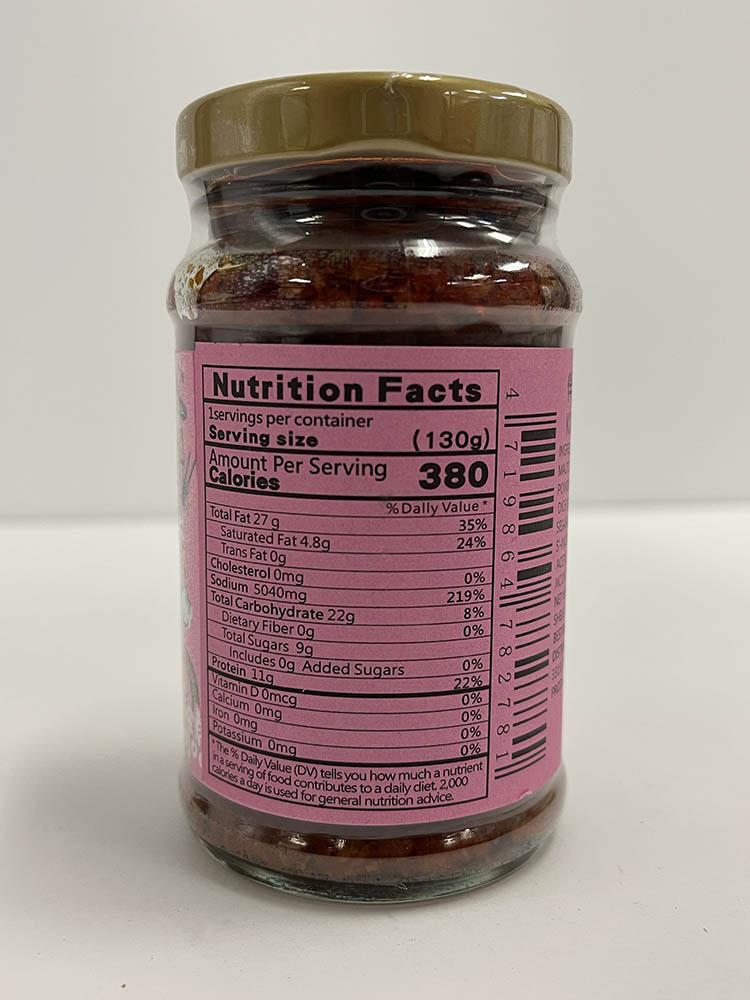 Nutrition Facts
1servings per container
Serving size (130g)
Amount Per Serving
Calories 380
% Dally Value *
Total Fat 27 g 35%
Saturated Fat 4.8g 24%
Trans Fat 0g
Cholesterol 0mg 0%
Sodium 5040mg 219%
Total Carbohydrate 22g 8%
Dietary Fiber 0g 0%
Total Sugars 9g
Includes 0g Added Sugars 0%
Protein 11g 22%
Vitamin D 0mcg 0%
Calcium 0mg 0%
Iron 0mg 0%
Potassium 0mg 0%
* The % Daily Value (DV) tells you how much a nutrient
in a serving of food contributes to a daily diet. 2,000
calories a day is used for general nutrition advice.
4 719864 782781